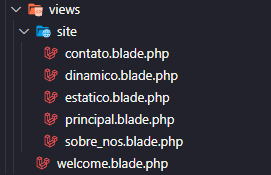 views
site
contato.blade.php
dinamico.blade.php
estatico.blade.php
principal.blade.php
sobre_nos.blade.php
welcome.blade.php